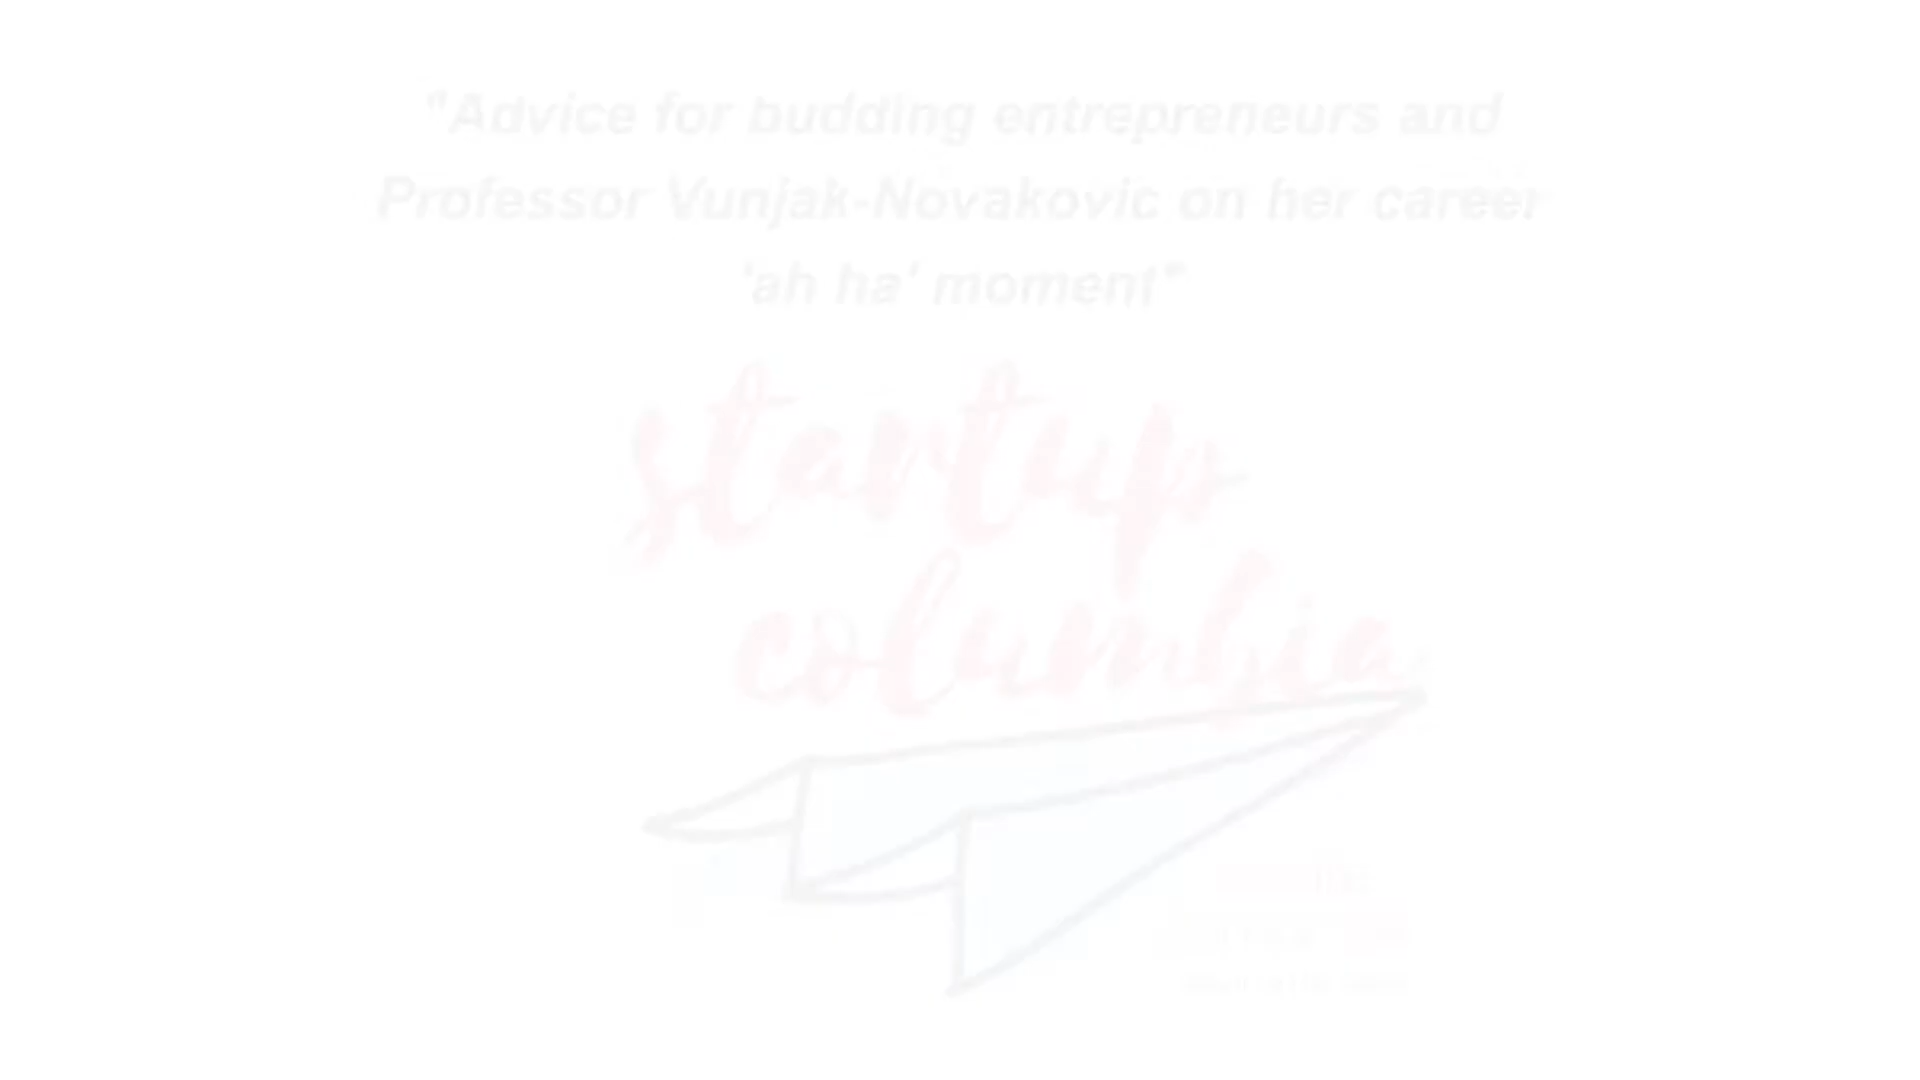 "Advice for budding entrepreneurs and
Professor Vunjak-Novakovic on her career
'ah ha' moment"
startup
columbia